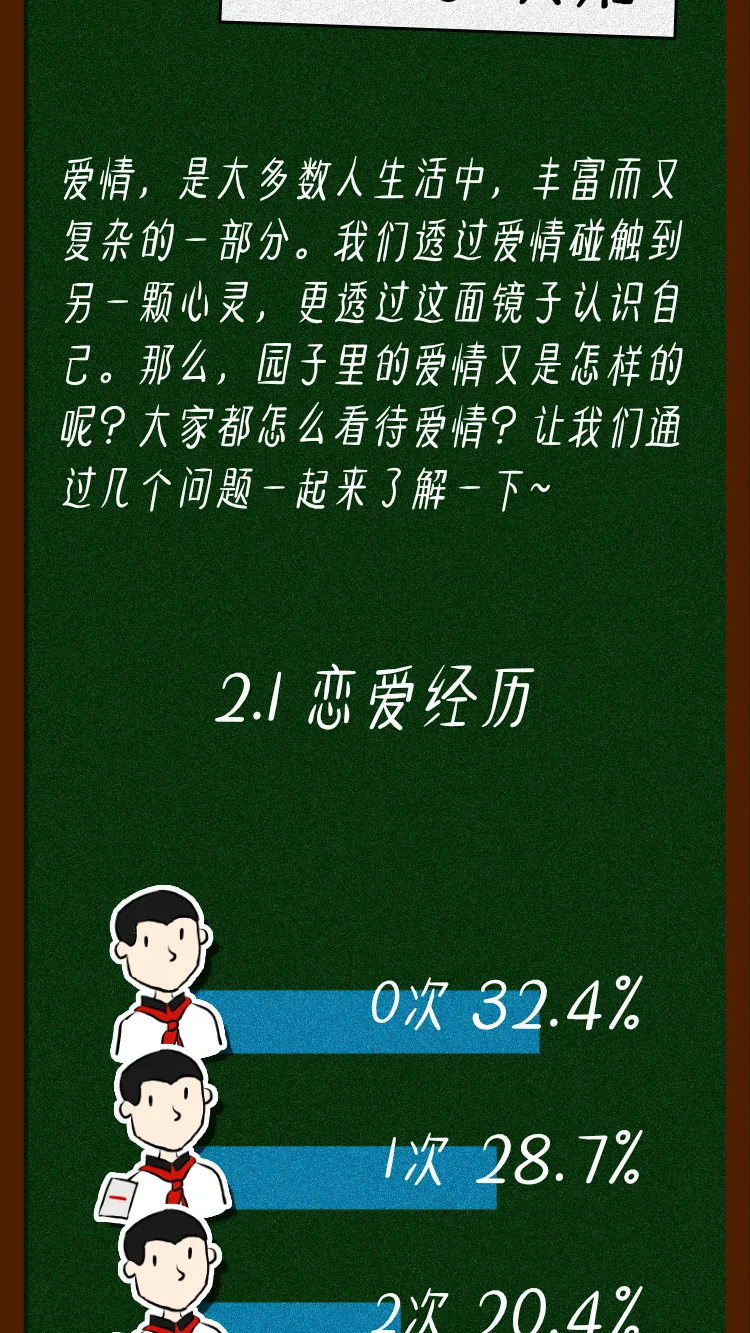 爱情，是大多数人生活中，丰富而又
复杂的一部分。我们透过爱情碰触到
另一颗心灵，更透过这面镜子认识自
己。那么，园子里的爱情又是怎样的
呢？大家都怎么看待爱情？让我们通
过几个问题一起来了解一下~
2.1 恋爱经历
0次 32.4%
1次 28.7%
2次 20.4%